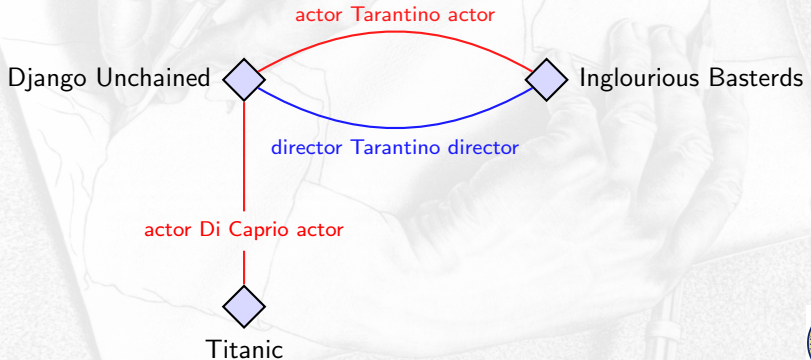 actor Tarantino actor
Django Unchained
Inglourious Basterds
director Tarantino director
actor Di Caprio actor
Titanic